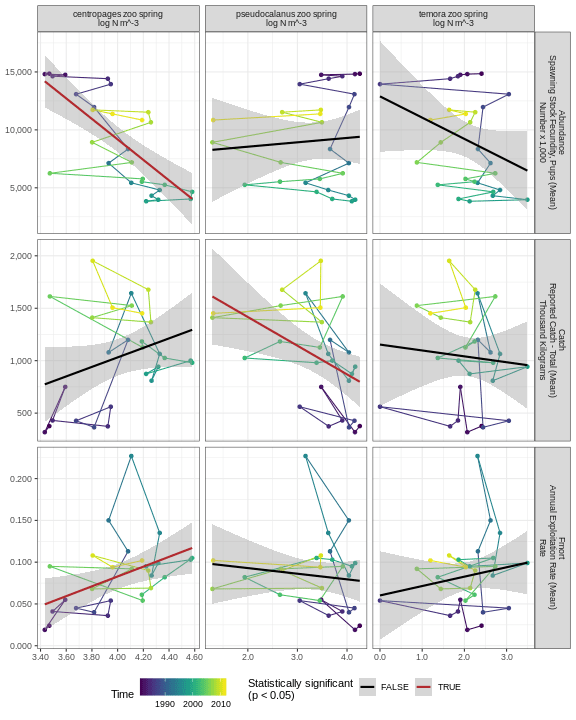 centropages zoo spring
log N m^-3
pseudocalanus zoo spring
log N m^-3
temora zoo spring
log N m^-3
15,000
10,000
5,000
Abundance
Spawning Stock Fecundity, Pups (Mean)
Number x 1,000
2,000
1,500
1,000
500
Catch
Reported Catch - Total (Mean)
Thousand Kilograms
0.200
0.150
0.100
0.050
0.000
Fmort
Annual Exploitation Rate (Mean)
Rate
3.40 3.60 3.80 4.00 4.20 4.40 4.60
2.0 3.0 4.0
0.0 1.0 2.0 3.0
Time
1990 2000 2010
Statistically significant
(p < 0.05)
FALSE
TRUE